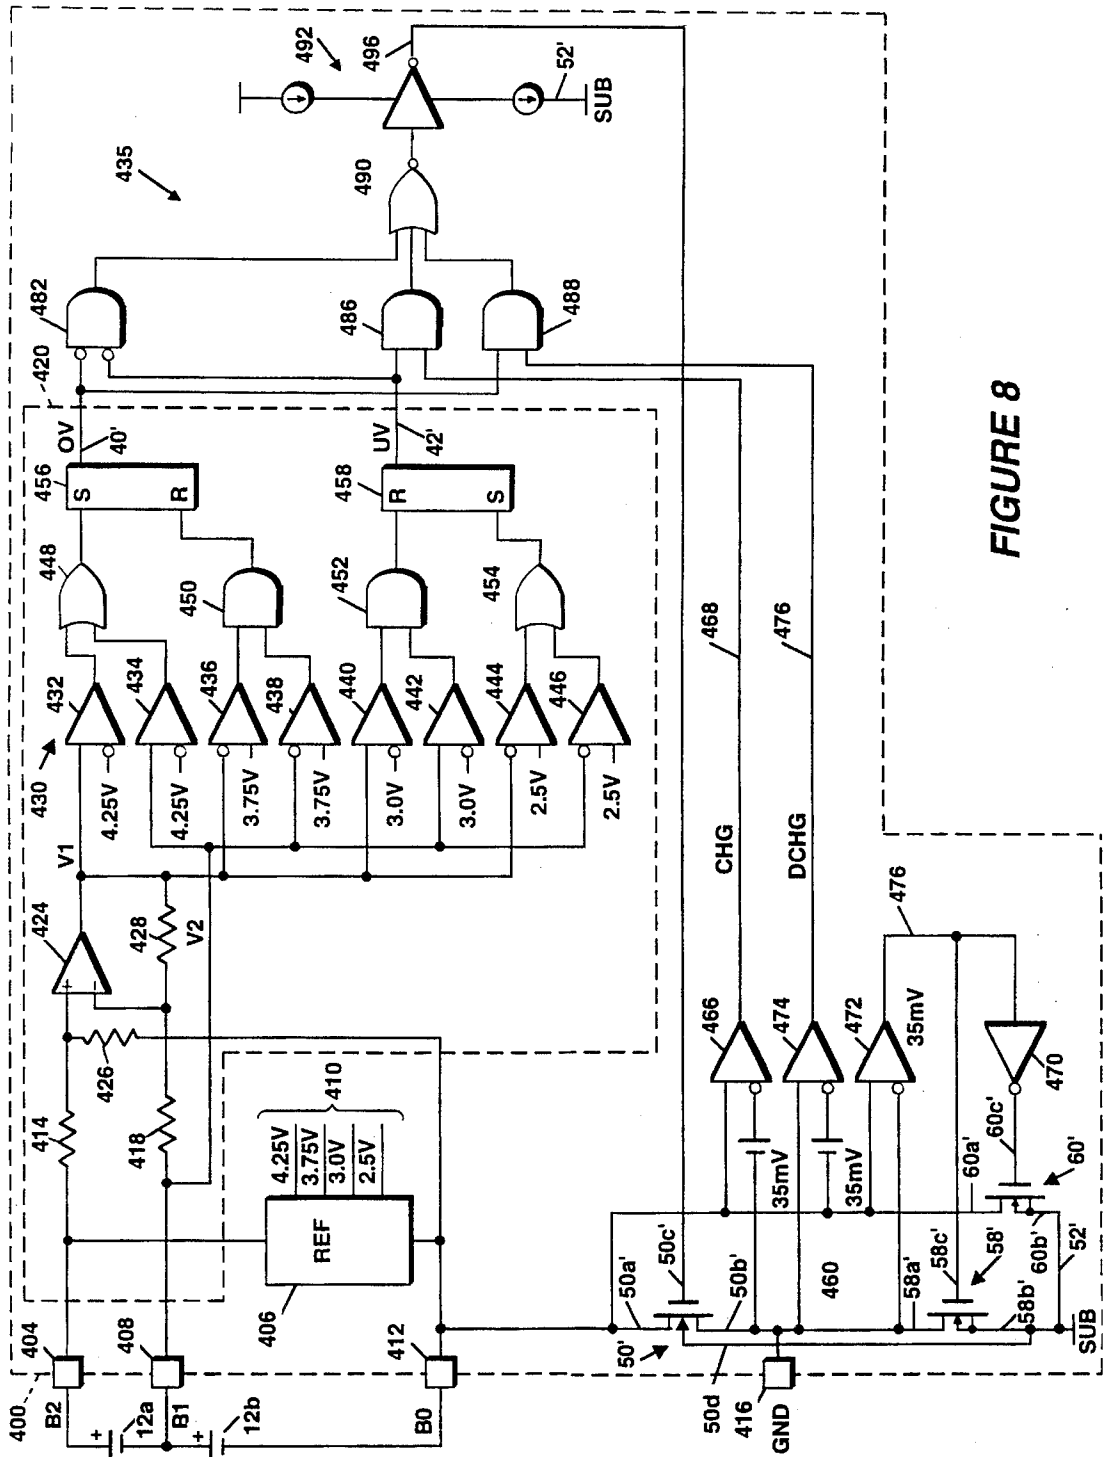 492
496
52'
SUB
435
490
482
486
488
420
OV
40'
UV
42'
456
S
R
458
R
S
448
450
452
454
430
432
434
436
438
440
442
444
446
4.25V
4.25V
3.75V
3.75V
3.0V
3.0V
2.5V
2.5V
V1
424
+
−
428
V2
426
414
418
410
4.25V
3.75V
3.0V
2.5V
REF
406
404
408
412
400
B2
B1
B0
+
12a
+
12b
468
476
CHG
DCHG
476
466
474
472
35mV
470
35mV
35mV
460
50a'
50c'
50b'
50'
50d
416
GND
58a'
58c'
58'
58b'
60a'
60c'
60'
60b'
52'
SUB
FIGURE 8